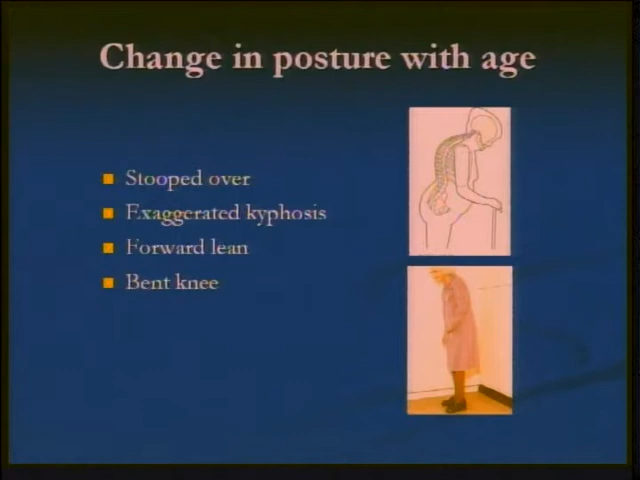 Change in posture with age
Stooped over
Exaggerated kyphosis
Forward lean
Bent knee